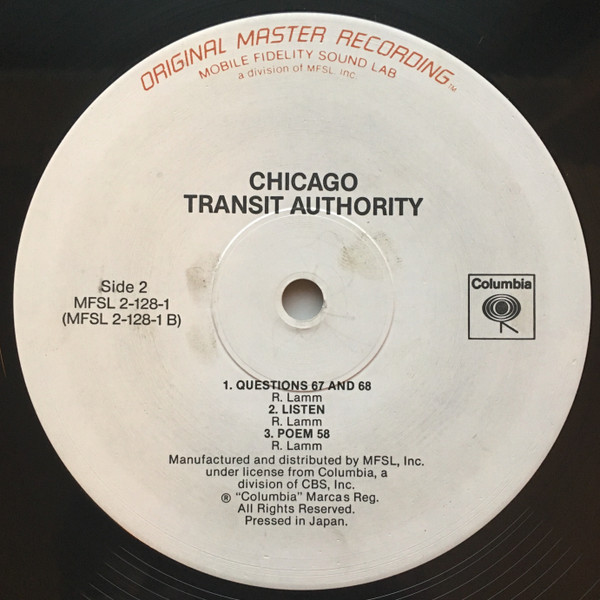 ORIGINAL MASTER RECORDING™
MOBILE FIDELITY SOUND LAB
a division of MFSL, inc.
CHICAGO
TRANSIT AUTHORITY
Side 2
MFSL 2-128-1
(MFSL 2-128-1 B)
Columbia
1. QUESTIONS 67 AND 68
R. Lamm
2. LISTEN
R. Lamm
3. POEM 58
R. Lamm
Manufactured and distributed by MFSL, Inc.
under license from Columbia, a
division of CBS, Inc.
® "Columbia" Marcas Reg.
All Rights Reserved.
Pressed in Japan.